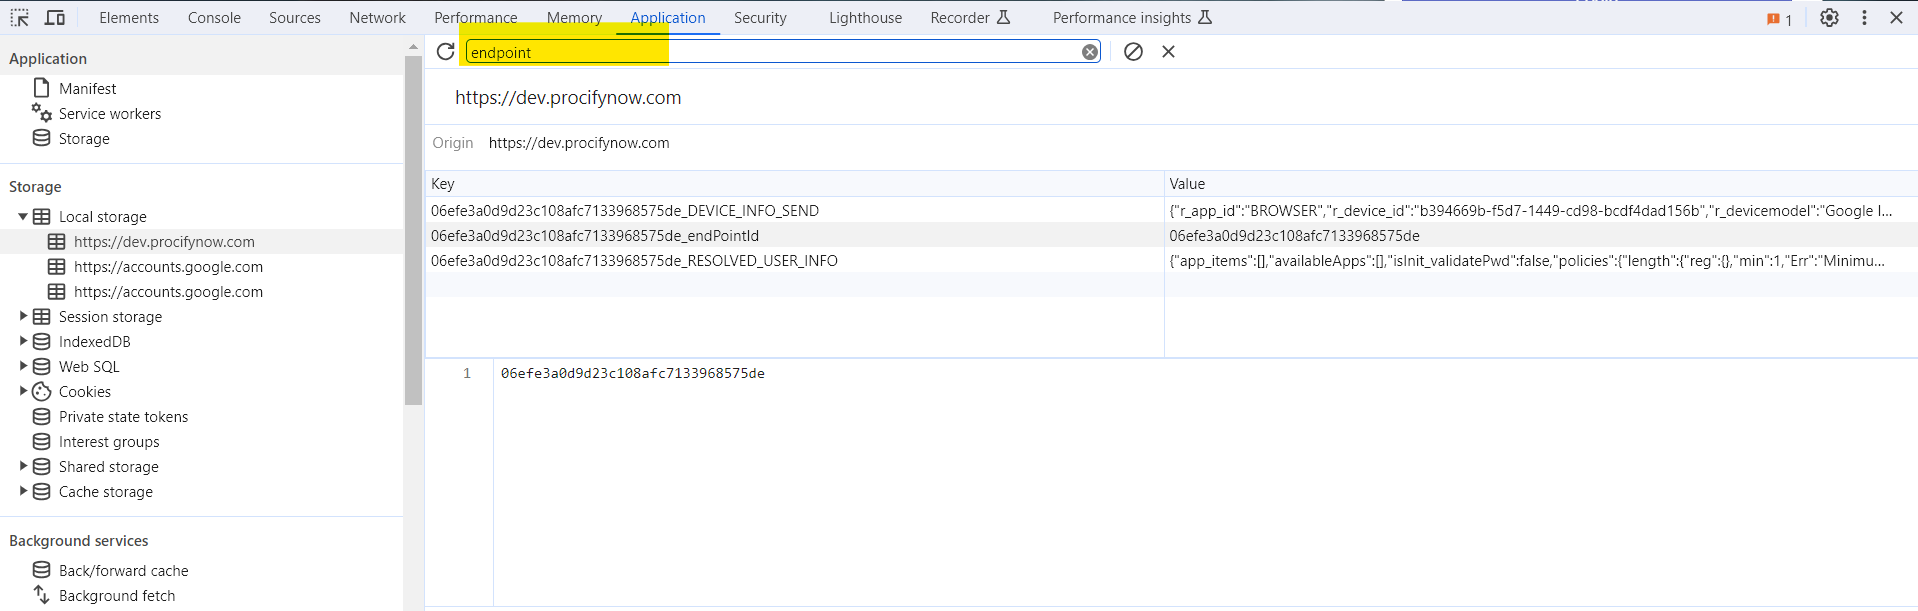 Elements Console Sources Network Performance Memory Application Security Lighthouse Recorder Performance insights 1
Application
Manifest
Service workers
Storage
Storage
Local storage
https://dev.procifynow.com
https://accounts.google.com
https://accounts.google.com
Session storage
IndexedDB
Web SQL
Cookies
Private state tokens
Interest groups
Shared storage
Cache storage
Background services
Back/forward cache
Background fetch
endpoint
https://dev.procifynow.com
Origin https://dev.procifynow.com
Key Value
06efe3a0d9d23c108afc7133968575de_DEVICE_INFO_SEND {"r_app_id":"BROWSER","r_device_id":"b394669b-f5d7-1449-cd98-bcdf4dad156b","r_devicemodel":"Google I...
06efe3a0d9d23c108afc7133968575de_endPointId 06efe3a0d9d23c108afc7133968575de
06efe3a0d9d23c108afc7133968575de_RESOLVED_USER_INFO {"app_items":[],"availableApps":[],"isInit_validatePwd":false,"policies":{"length":{"reg":{},"min":1,"Err":"Minimu...
1 06efe3a0d9d23c108afc7133968575de